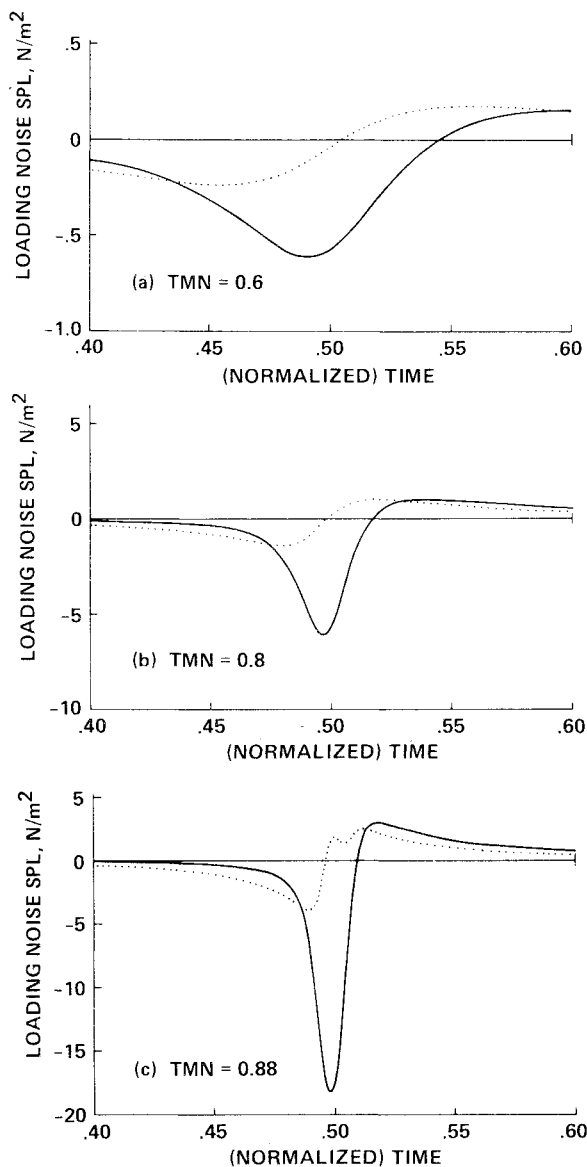 LOADING NOISE SPL, N/m2
.5
0
-.5
-1.0
(a) TMN = 0.6
.40 .45 .50 .55 .60
(NORMALIZED) TIME
LOADING NOISE SPL, N/m2
5
0
-5
-10
(b) TMN = 0.8
.40 .45 .50 .55 .60
(NORMALIZED) TIME
LOADING NOISE SPL, N/m2
5
0
-5
-10
-15
-20
(c) TMN = 0.88
.40 .45 .50 .55 .60
(NORMALIZED) TIME